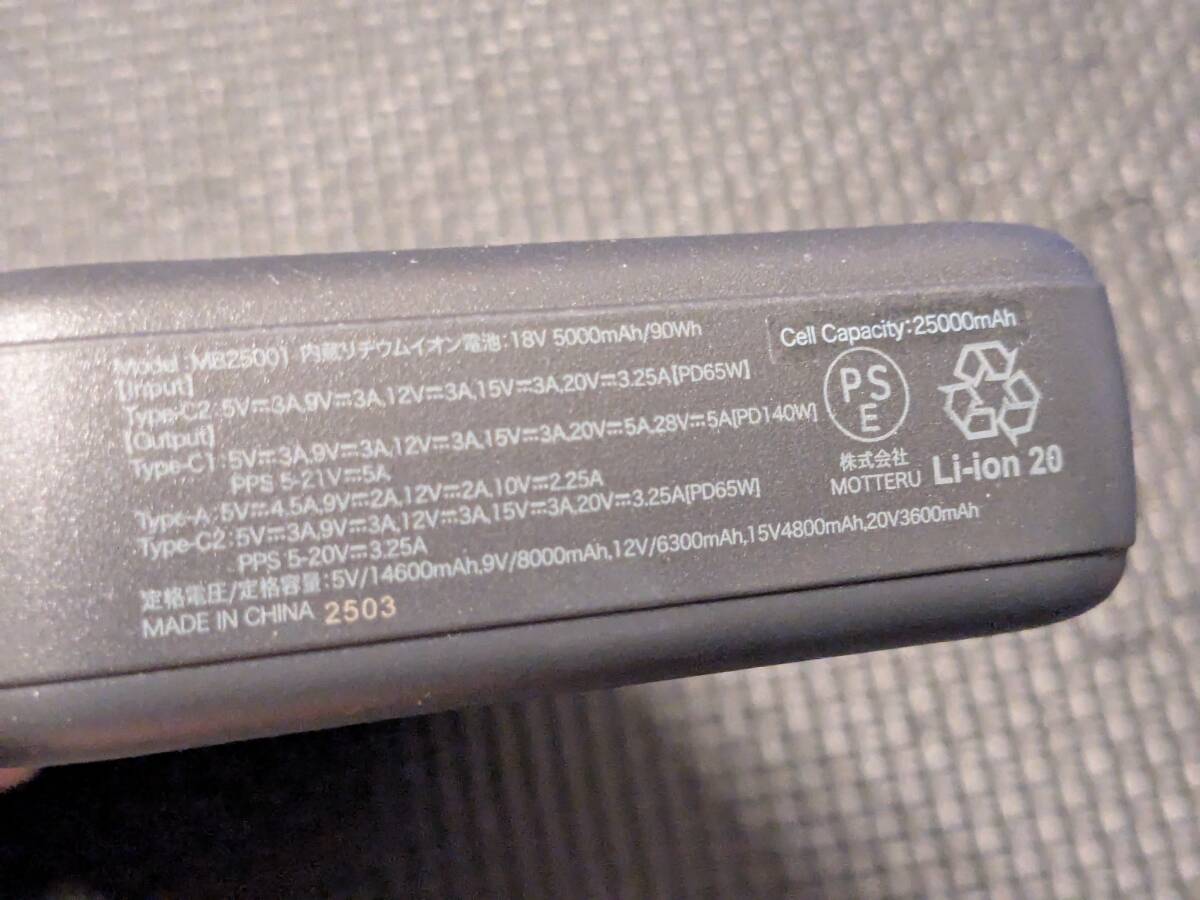 Model :MB25001 内蔵リチウムイオン電池:18V 5000mAh/90Wh
Cell Capacity:25000mAh
【Input】
Type-C2:5V⎓3A,9V⎓3A,12V⎓3A,15V⎓3A,20V⎓3.25A[PD65W]
【Output】
Type-C1:5V⎓3A,9V⎓3A,12V⎓3A,15V⎓3A,20V⎓5A,28V⎓5A[PD140W]
PPS 5-21V⎓5A
Type-A:5V⎓4.5A,9V⎓2A,12V⎓2A,10V⎓2.25A
Type-C2:5V⎓3A,9V⎓3A,12V⎓3A,15V⎓3A,20V⎓3.25A[PD65W]
PPS 5-20V⎓3.25A
定格電圧/定格容量:5V/14600mAh,9V/8000mAh,12V/6300mAh,15V4800mAh,20V3600mAh
MADE IN CHINA 2503
PS
E
株式会社
MOTTERU
Li-ion 20